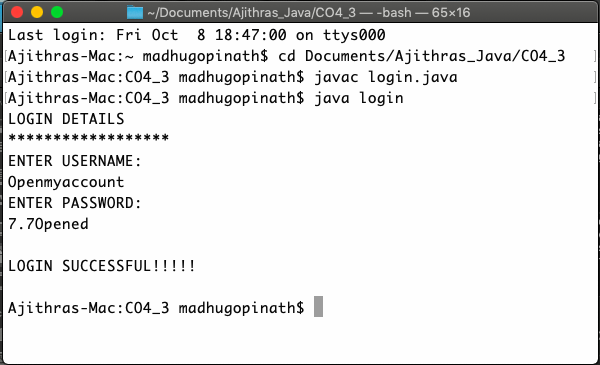 ~/Documents/Ajithras_Java/CO4_3 — -bash — 65×16
Last login: Fri Oct  8 18:47:00 on ttys000
[Ajithras-Mac:~ madhugopinath$ cd Documents/Ajithras_Java/CO4_3   ]
[Ajithras-Mac:CO4_3 madhugopinath$ javac login.java               ]
[Ajithras-Mac:CO4_3 madhugopinath$ java login                     ]
LOGIN DETAILS
******************
ENTER USERNAME:
Openmyaccount
ENTER PASSWORD:
7.7Opened
LOGIN SUCCESSFUL!!!!!
Ajithras-Mac:CO4_3 madhugopinath$